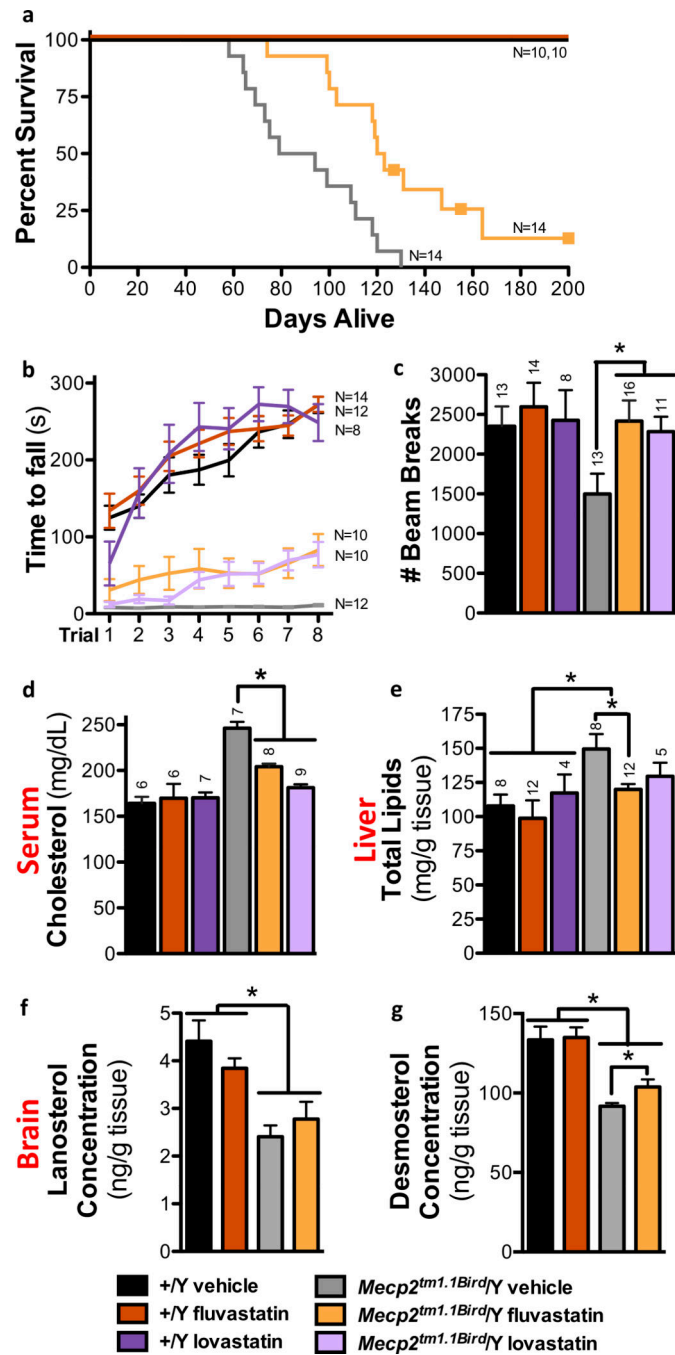 a
Percent Survival
100
75
50
25
0
N=10,10
N=14
N=14
0 20 40 60 80 100 120 140 160 180 200
Days Alive
b
Time to fall (s)
300
200
100
0
N=14
N=12
N=8
N=10
N=10
N=12
Trial 1 2 3 4 5 6 7 8
c
# Beam Breaks
3000
2500
2000
1500
1000
500
0
13 14 8 13 16 11
*
d
Serum
Cholesterol (mg/dL)
250
200
150
100
50
0
6 6 7 7 8 9
*
e
Liver
Total Lipids
(mg/g tissue)
175
150
125
100
75
50
25
0
8 12 4 8 12 5
*
*
f
Brain
Lanosterol
Concentration
(ng/g tissue)
5
4
3
2
1
0
*
g
Desmosterol
Concentration
(ng/g tissue)
150
100
50
0
*
*
+/Y vehicle
+/Y fluvastatin
+/Y lovastatin
Mecp2tm1.1Bird/Y vehicle
Mecp2tm1.1Bird/Y fluvastatin
Mecp2tm1.1Bird/Y lovastatin